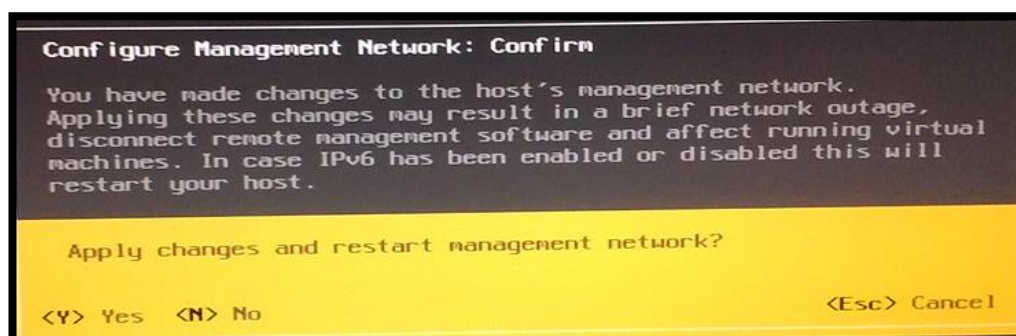 Configure Management Network: Confirm
You have made changes to the host's management network.
Applying these changes may result in a brief network outage,
disconnect remote management software and affect running virtual
machines. In case IPv6 has been enabled or disabled this will
restart your host.
Apply changes and restart management network?
<Y> Yes <N> No <Esc> Cancel